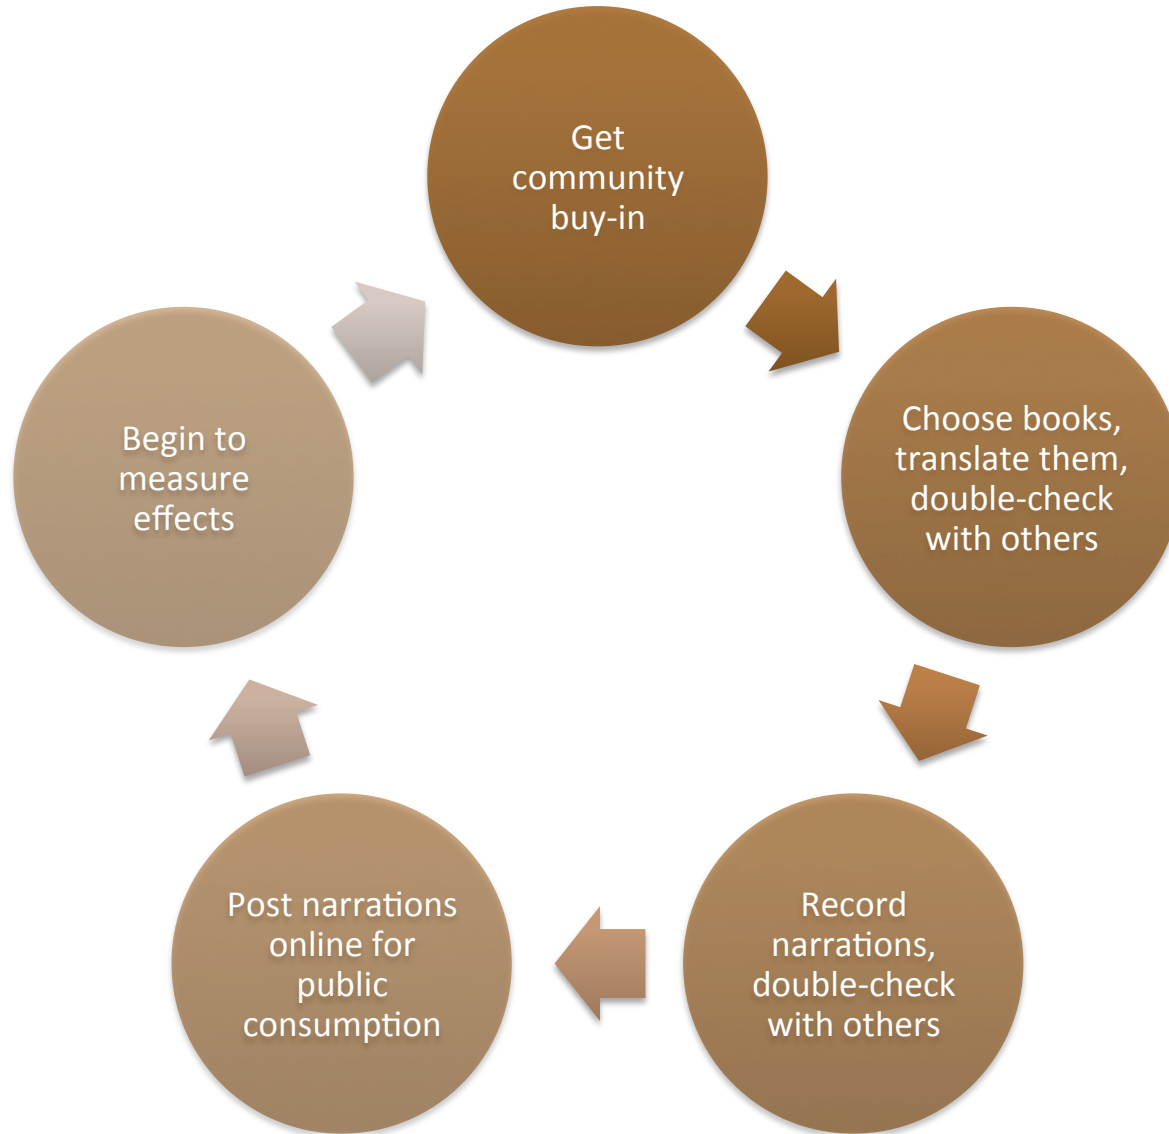 Get
community
buy-in
Choose books,
translate them,
double-check
with others
Record
narrations,
double-check
with others
Post narrations
online for
public
consumption
Begin to
measure
effects